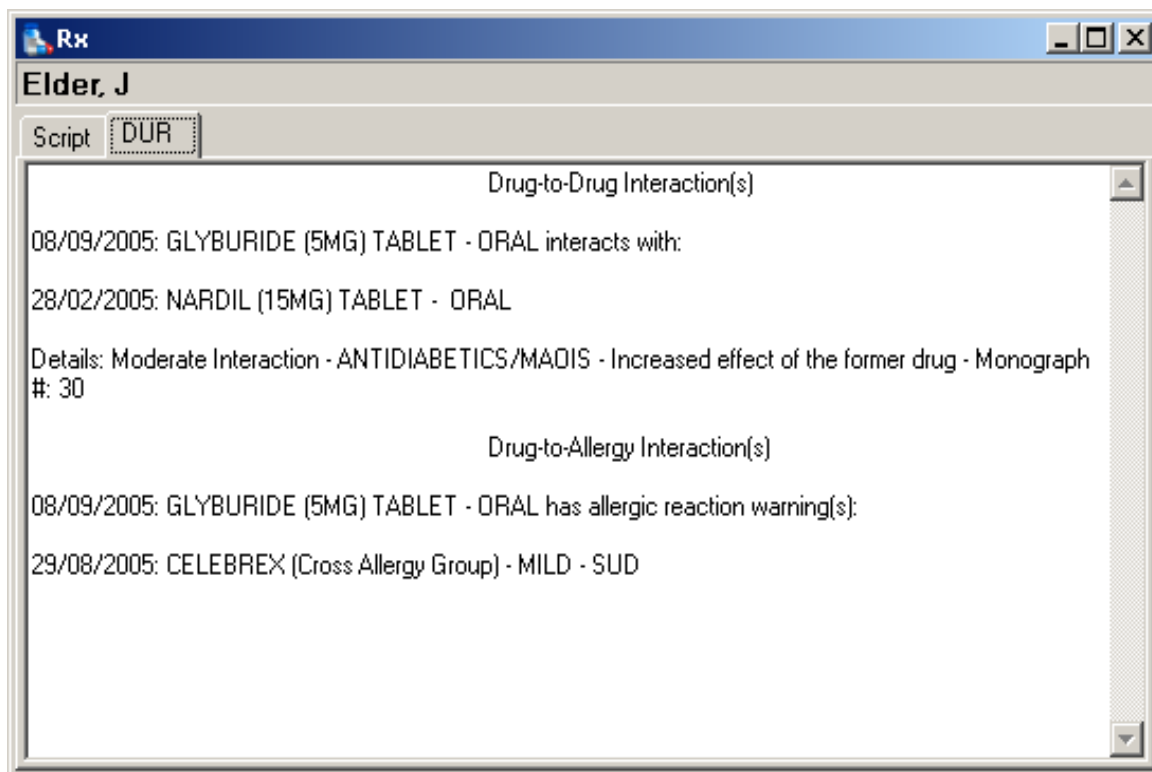 Rx
Elder, J
Script DUR
Drug-to-Drug Interaction(s)
08/09/2005: GLYBURIDE (5MG) TABLET - ORAL interacts with:
28/02/2005: NARDIL (15MG) TABLET -  ORAL
Details: Moderate Interaction - ANTIDIABETICS/MAOIS - Increased effect of the former drug - Monograph
#: 30
Drug-to-Allergy Interaction(s)
08/09/2005: GLYBURIDE (5MG) TABLET - ORAL has allergic reaction warning(s):
29/08/2005: CELEBREX (Cross Allergy Group) - MILD - SUD